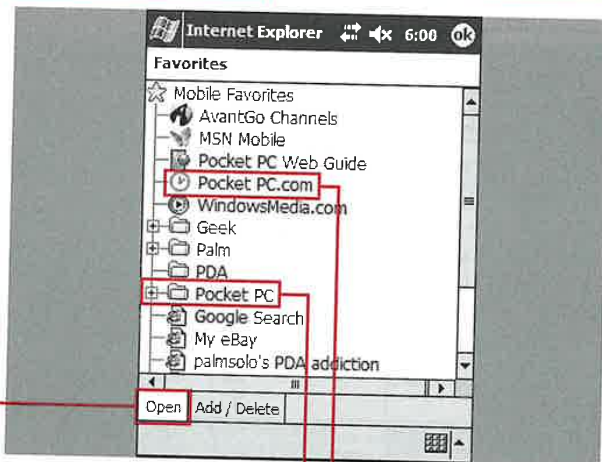 Internet Explorer 6:00 ok
Favorites
Mobile Favorites
AvantGo Channels
MSN Mobile
Pocket PC Web Guide
Pocket PC.com
WindowsMedia.com
Geek
Palm
PDA
Pocket PC
Google Search
My eBay
palmsolo's PDA addiction
Open Add / Delete